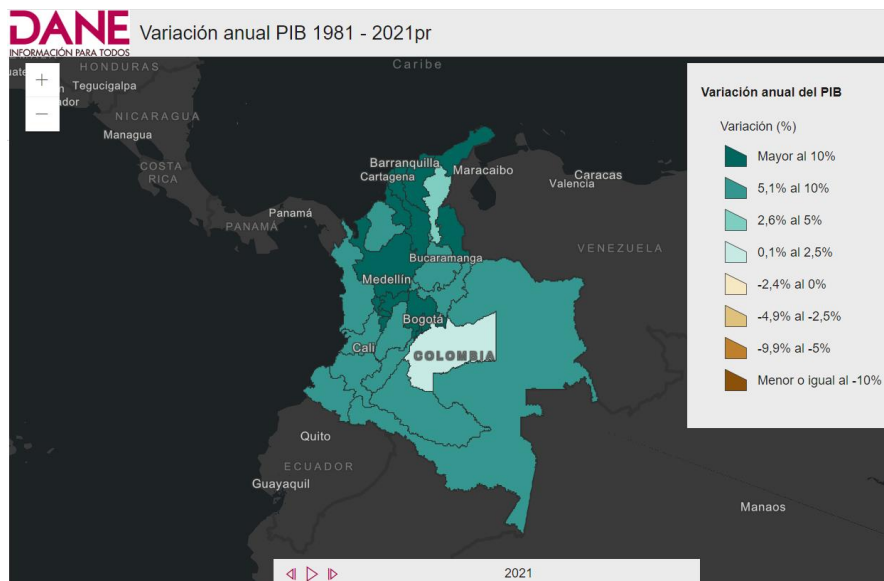 DANE
INFORMACIÓN PARA TODOS
Variación anual PIB 1981 - 2021pr
+
−
HONDURAS
Tegucigalpa
NICARAGUA
Managua
COSTA
RICA
Panamá
PANAMÁ
Caribe
Barranquilla
Cartagena
Maracaibo
Caracas
Valencia
VENEZUELA
Bucaramanga
Medellín
Bogotá
Cali
COLOMBIA
Quito
ECUADOR
Guayaquil
Manaos
Variación anual del PIB
Variación (%)
Mayor al 10%
5,1% al 10%
2,6% al 5%
0,1% al 2,5%
-2,4% al 0%
-4,9% al -2,5%
-9,9% al -5%
Menor o igual al -10%
2021